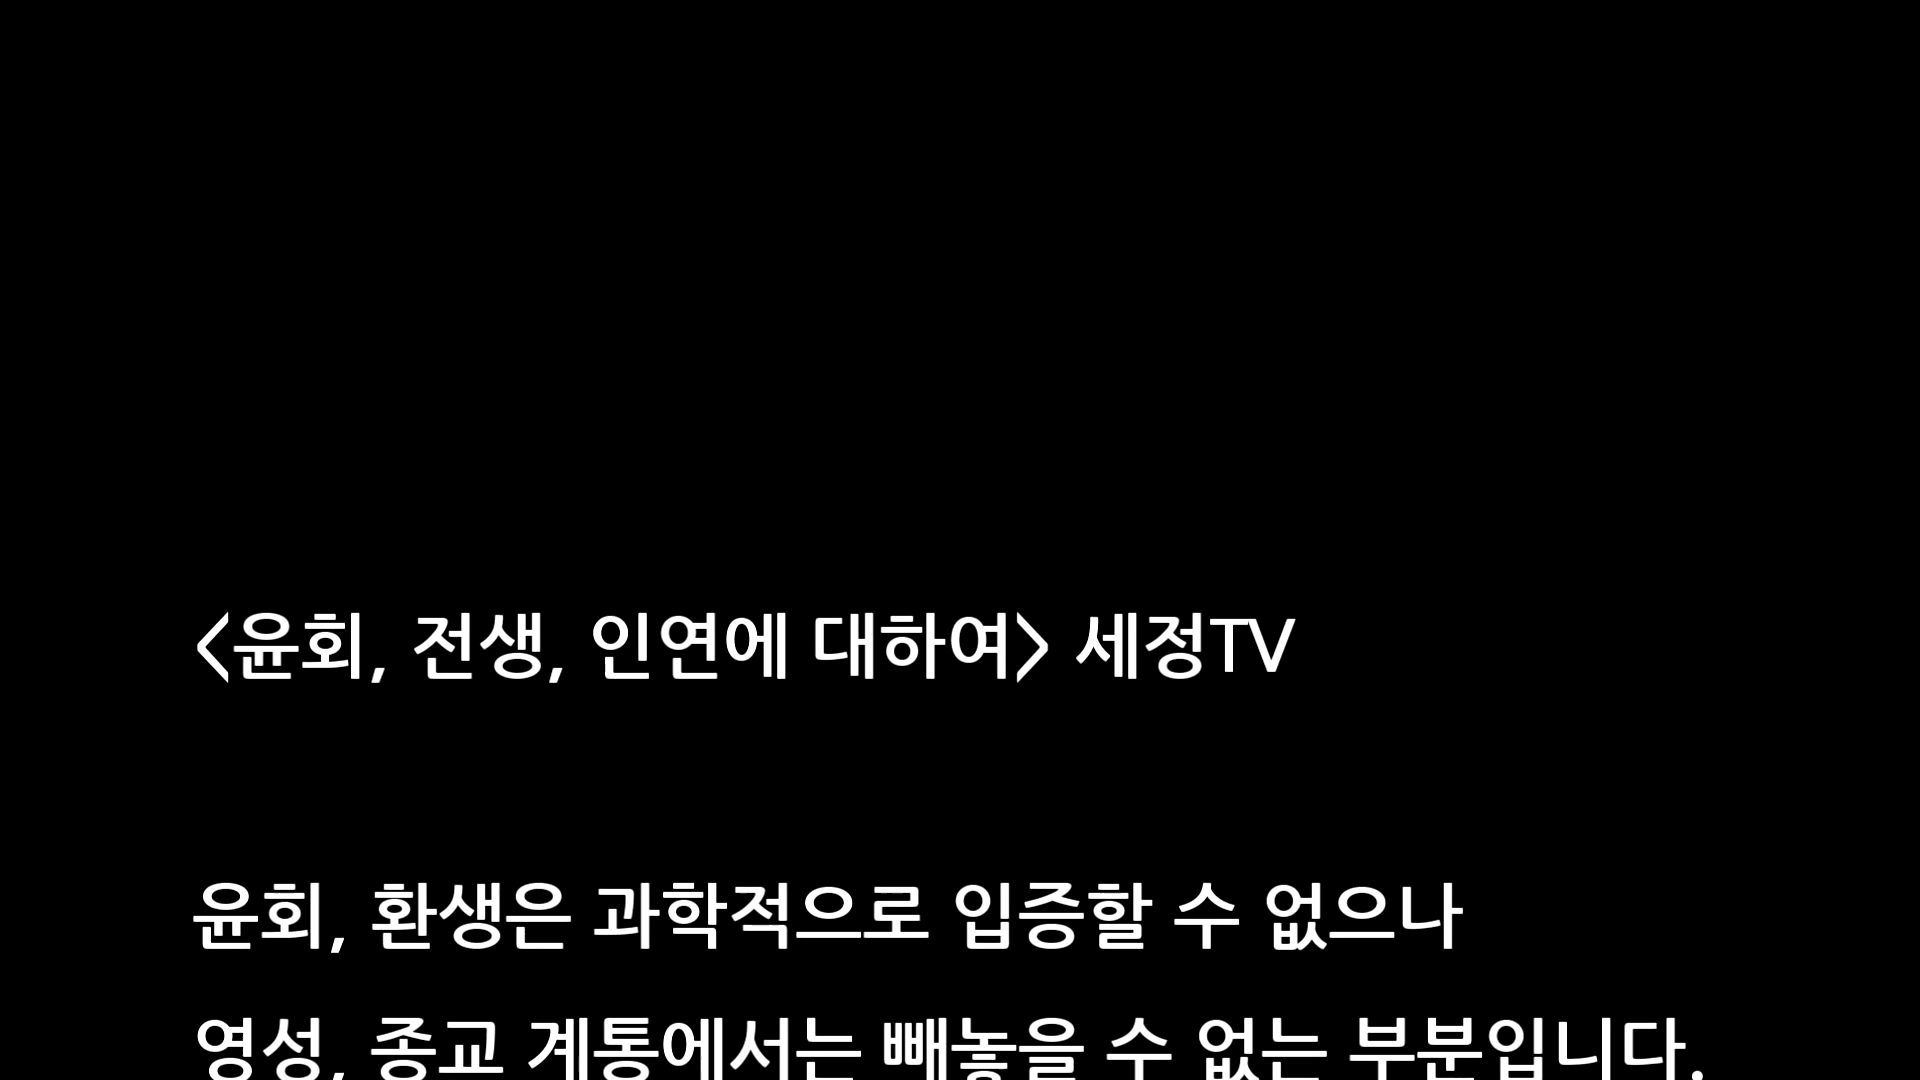 <윤회, 전생, 인연에 대하여> 세정TV
윤회, 환생은 과학적으로 입증할 수 없으나
영성, 종교 계통에서는 빼놓을 수 없는 부분입니다.